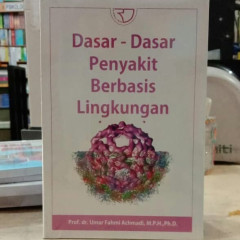 Dasar - Dasar
Penyakit
Berbasis
Lingkungan
Prof. dr. Umar Fahmi Achmadi, M.P.H.,Ph.D.